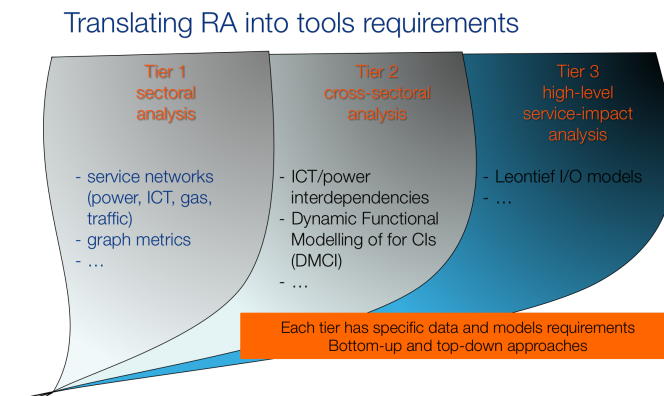 Translating RA into tools requirements
Tier 1
sectoral
analysis
- service networks
(power, ICT, gas,
traffic)
- graph metrics
- …
Tier 2
cross-sectoral
analysis
- ICT/power
interdependencies
- Dynamic Functional
Modelling of for CIs
(DMCI)
- …
Tier 3
high-level
service-impact
analysis
- Leontief I/O models
- …
Each tier has specific data and models requirements
Bottom-up and top-down approaches